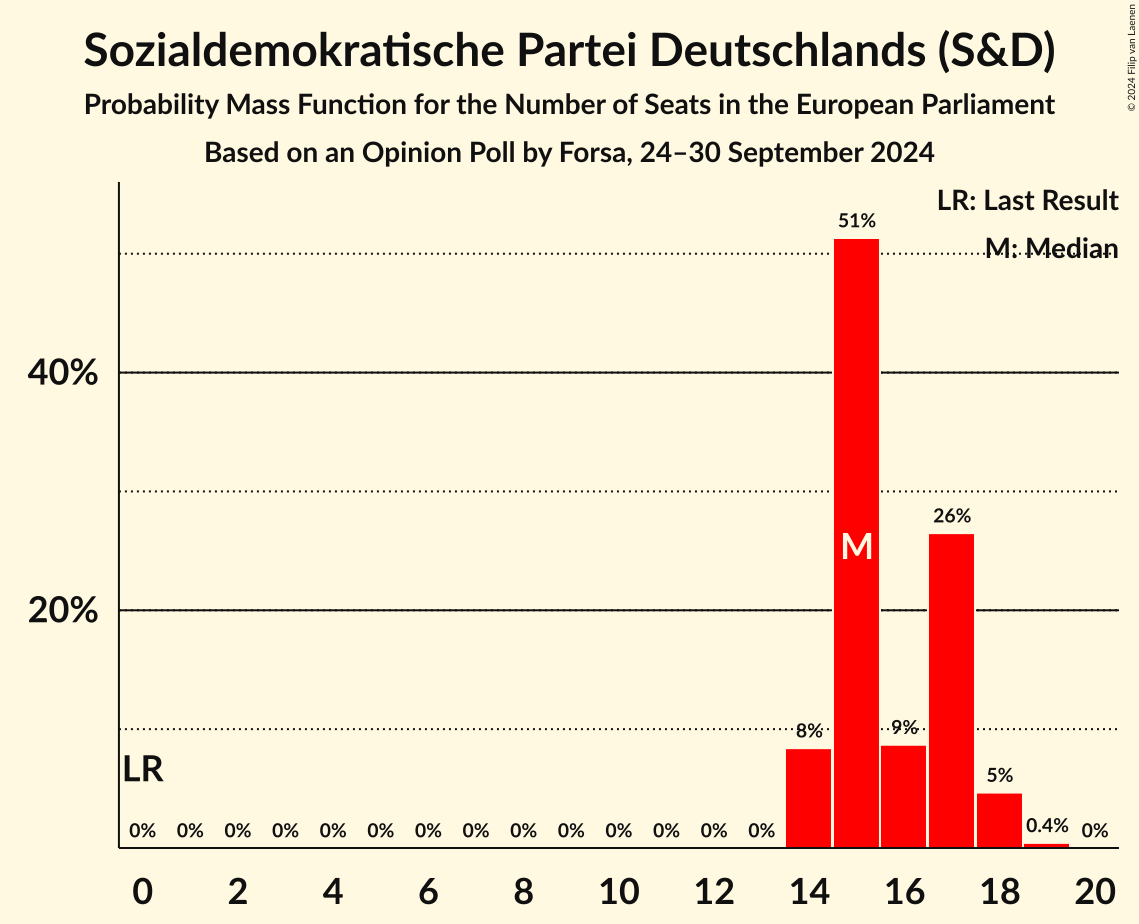 Sozialdemokratische Partei Deutschlands (S&D)
Probability Mass Function for the Number of Seats in the European Parliament
Based on an Opinion Poll by Forsa, 24–30 September 2024
© 2024 Filip van Laenen
LR: Last Result
M: Median
51%
40%
26%
M
20%
8%
9%
LR
5%
0% 0% 0% 0% 0% 0% 0% 0% 0% 0% 0% 0% 0% 0% 0.4% 0%
0 2 4 6 8 10 12 14 16 18 20